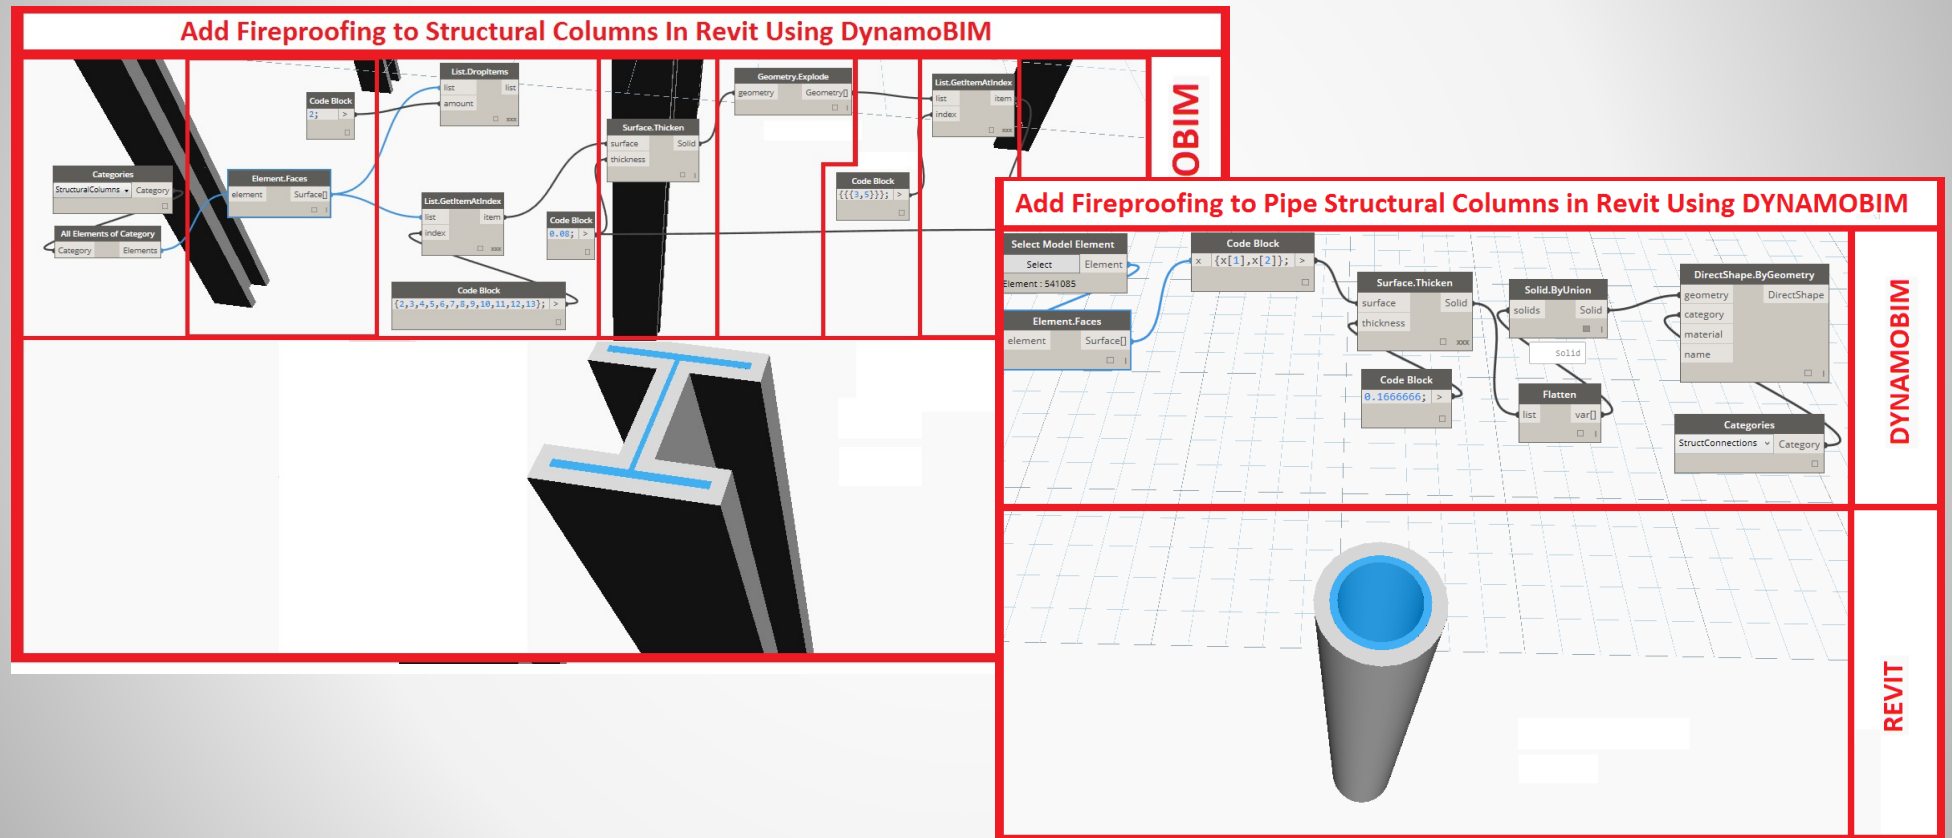 Add Fireproofing to Structural Columns In Revit Using DynamoBIM
List.DropItems
list list
amount
xxx
Code Block
2; >
Categories
StructuralColumns Category
All Elements of Category
Category Elements
Element.Faces
element Surface[]
List.GetItemAtIndex
list item
index
xxx
Code Block
0.08; >
Code Block
{2,3,4,5,6,7,8,9,10,11,12,13}; >
Surface.Thicken
surface Solid
thickness
Geometry.Explode
geometry Geometry[]
Code Block
{{{3,5}}}; >
List.GetItemAtIndex
list item
index
xxx
OBIM
Add Fireproofing to Pipe Structural Columns in Revit Using DYNAMOBIM
Select Model Element
Select Element
Element : 541085
Element.Faces
element Surface[]
Code Block
x {x[1],x[2]}; >
Surface.Thicken
surface Solid
thickness
xxx
Code Block
0.1666666; >
Solid.ByUnion
solids Solid
Solid
Flatten
list var[]
DirectShape.ByGeometry
geometry DirectShape
category
material
name
Categories
StructConnections Category
DYNAMOBIM
REVIT